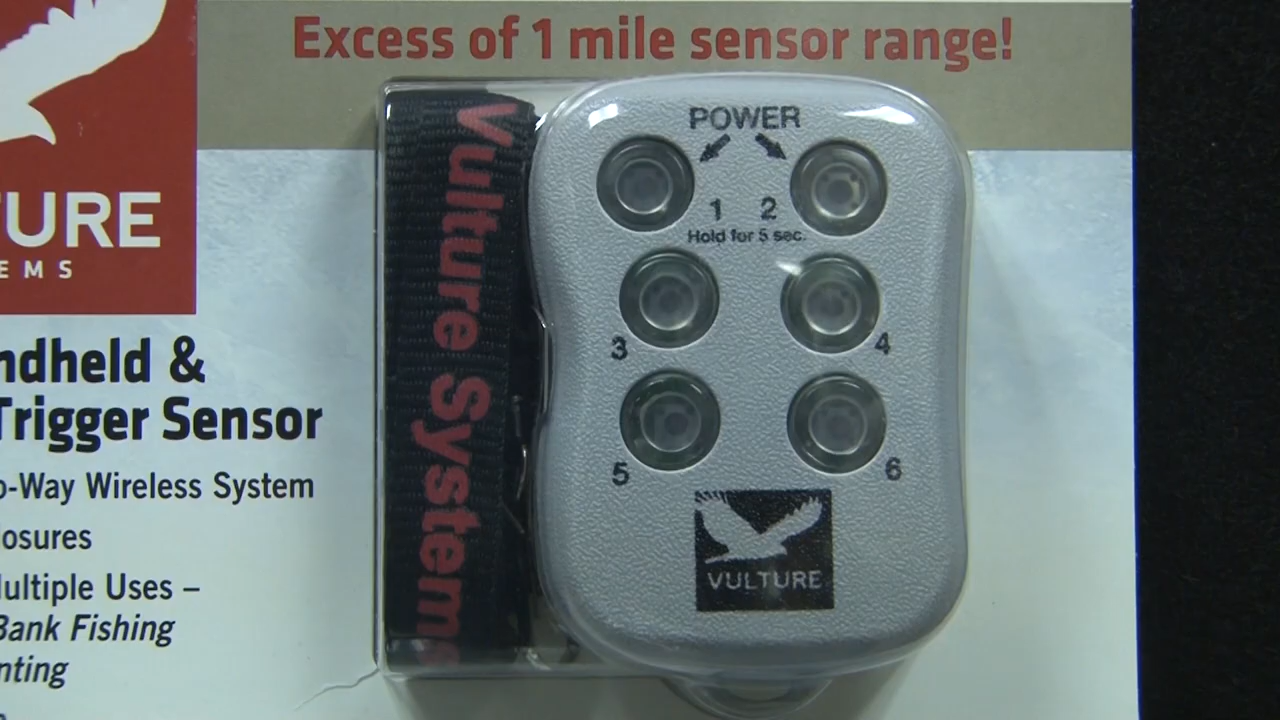 Excess of 1 mile sensor range!
TURE
EMS
ndheld &
Trigger Sensor
o-Way Wireless System
osures
ultiple Uses –
Bank Fishing
nting
Vulture Systems
POWER
1 2
Hold for 5 sec.
3
4
5
6
VULTURE